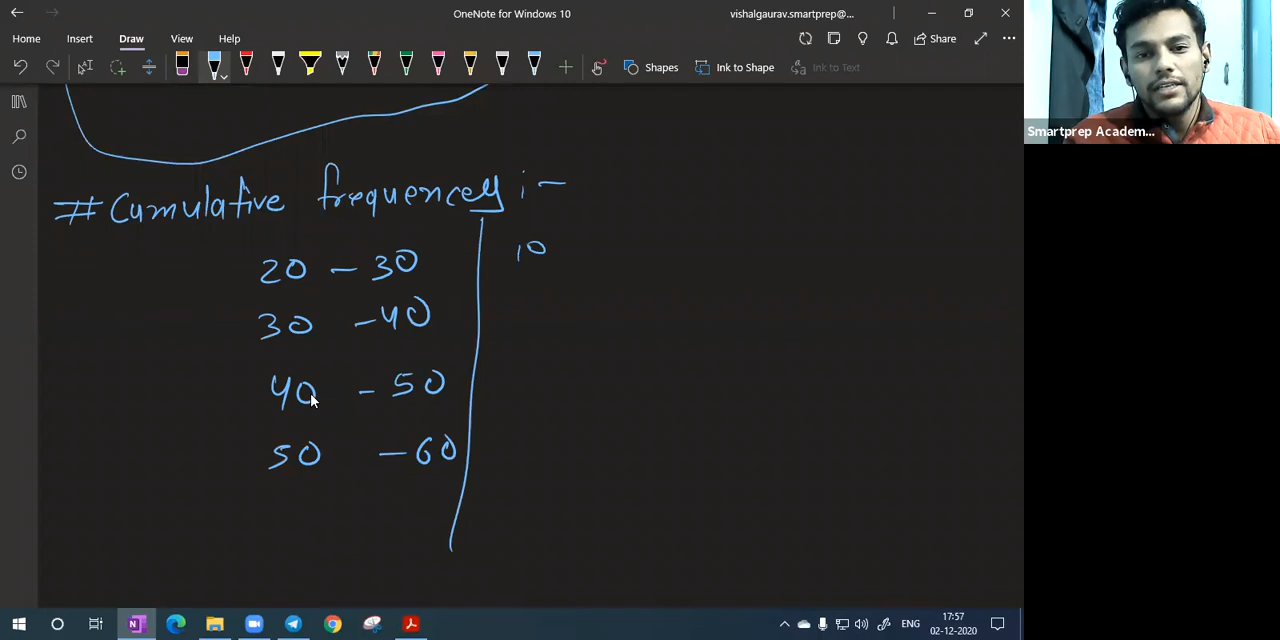 OneNote for Windows 10
vishalgaurav.smartprep@...
Home Insert Draw View Help
Share
Shapes Ink to Shape Ink to Text
Smartprep Academ...
# Cumulative frequencey :-
20 - 30 10
30 - 40
40 - 50
50 - 60
ENG
17:57
02-12-2020